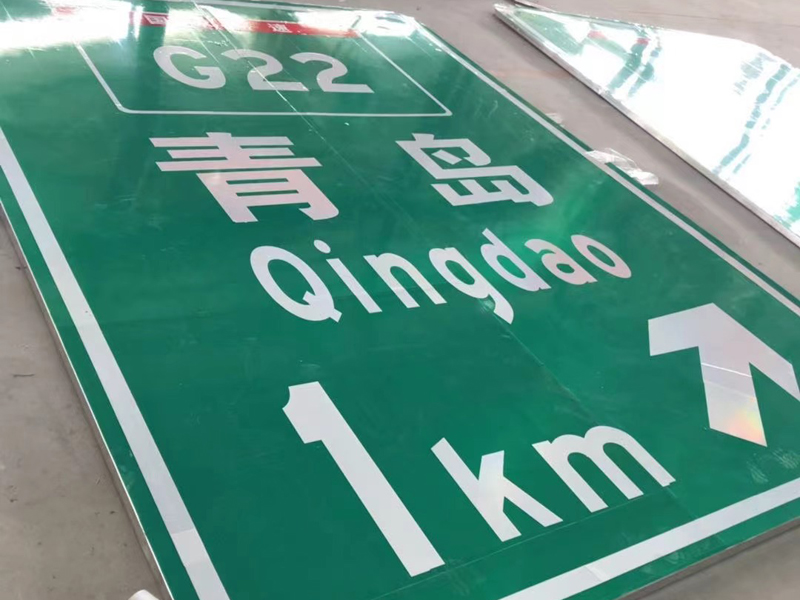 G22
青岛
Qingdao
1km